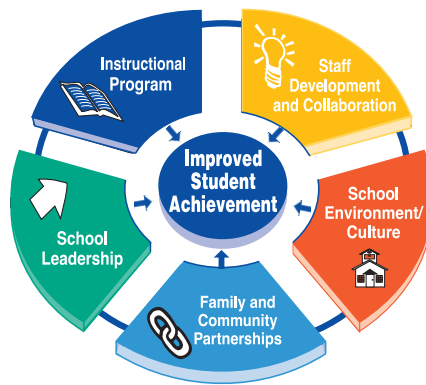 Instructional
Program
Staff
Development
and Collaboration
Improved
Student
Achievement
School
Environment/
Culture
School
Leadership
Family and
Community
Partnerships